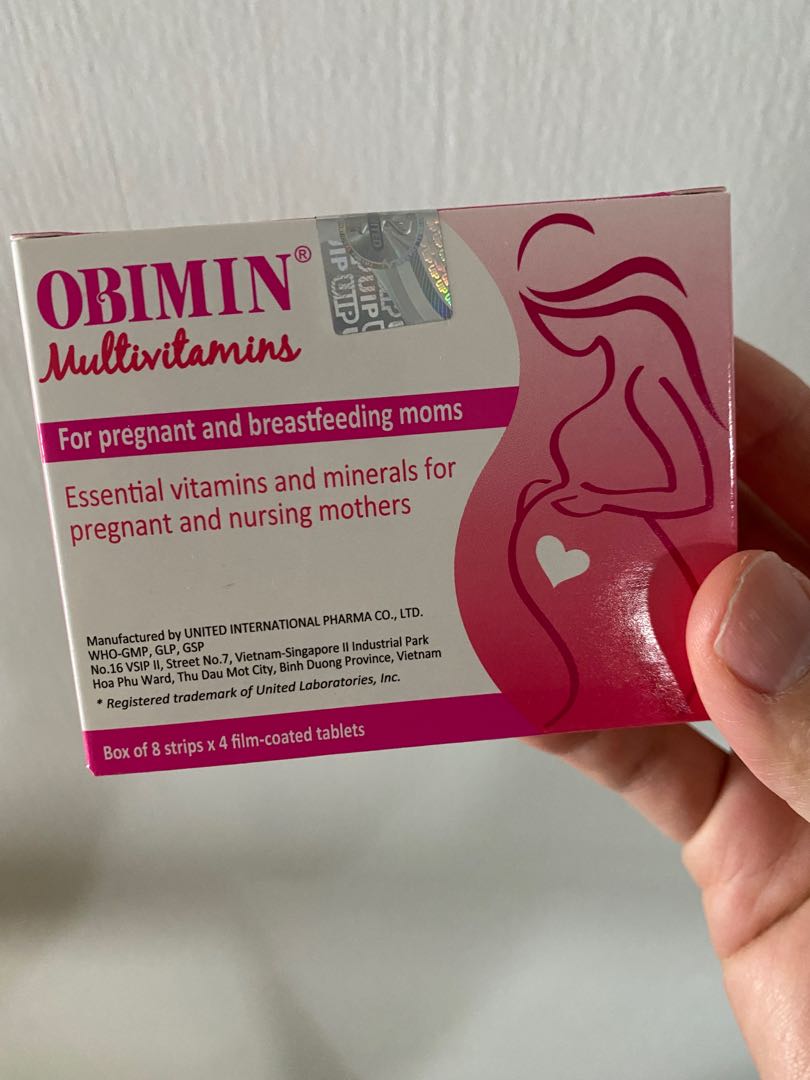 OBIMIN®
Multivitamins
For pregnant and breastfeeding moms
Essential vitamins and minerals for
pregnant and nursing mothers
Manufactured by UNITED INTERNATIONAL PHARMA CO., LTD.
WHO-GMP, GLP, GSP
No.16 VSIP II, Street No.7, Vietnam-Singapore II Industrial Park
Hoa Phu Ward, Thu Dau Mot City, Binh Duong Province, Vietnam
* Registered trademark of United Laboratories, Inc.
Box of 8 strips x 4 film-coated tablets